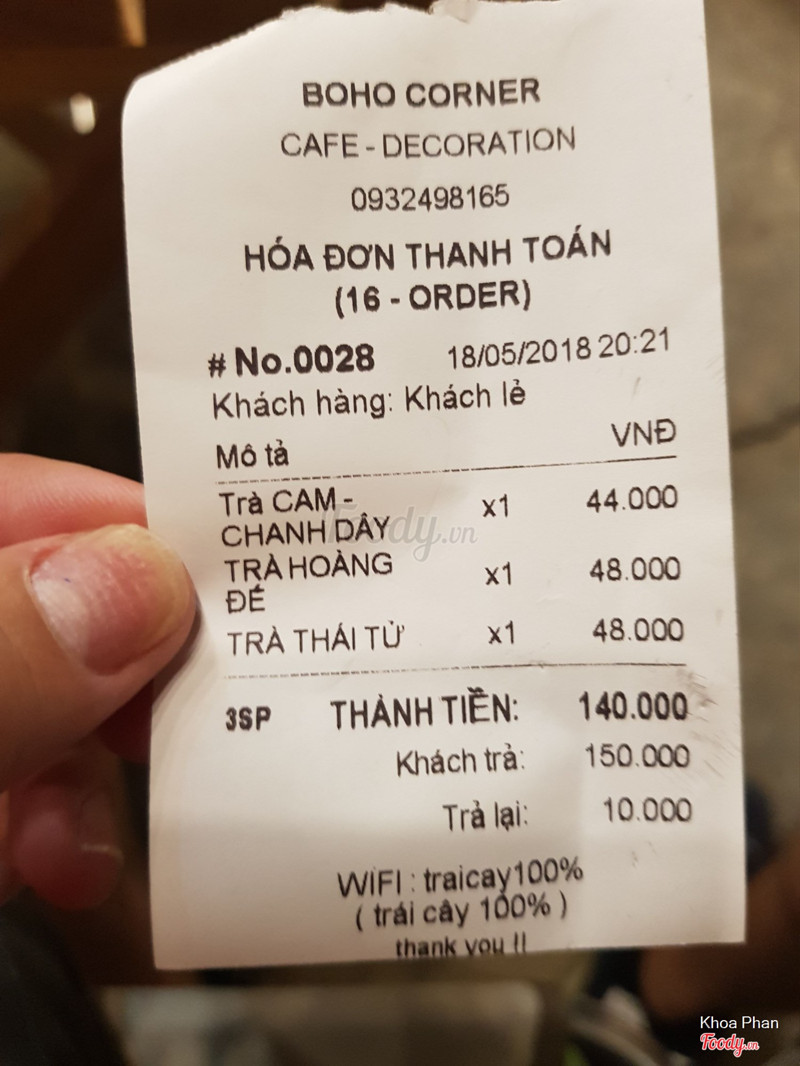 BOHO CORNER
CAFE - DECORATION
0932498165
HÓA ĐƠN THANH TOÁN
(16 - ORDER)
# No.0028 18/05/2018 20:21
Khách hàng: Khách lẻ
Mô tả VNĐ
Trà CAM -
CHANH DÂY x1 44.000
TRÀ HOÀNG
ĐẾ x1 48.000
TRÀ THÁI TỬ x1 48.000
3SP THÀNH TIỀN: 140.000
Khách trả: 150.000
Trả lại: 10.000
WIFI : traicay100%
( trái cây 100% )
thank you !!
Foody.vn
Khoa Phan
Foody.vn